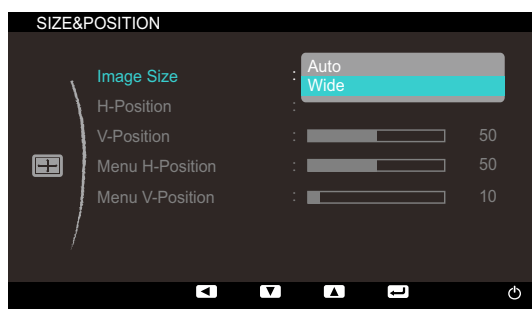 SIZE&POSITION
Image Size : Auto
Wide
H-Position :
V-Position : 50
Menu H-Position : 50
Menu V-Position : 10